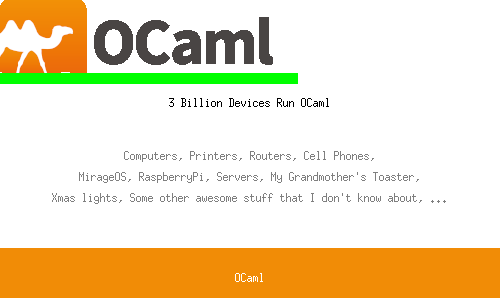 OCaml
3 Billion Devices Run OCaml
Computers, Printers, Routers, Cell Phones,
MirageOS, RaspberryPi, Servers, My Grandmother's Toaster,
Xmas lights, Some other awesome stuff that I don't know about, ...
OCaml